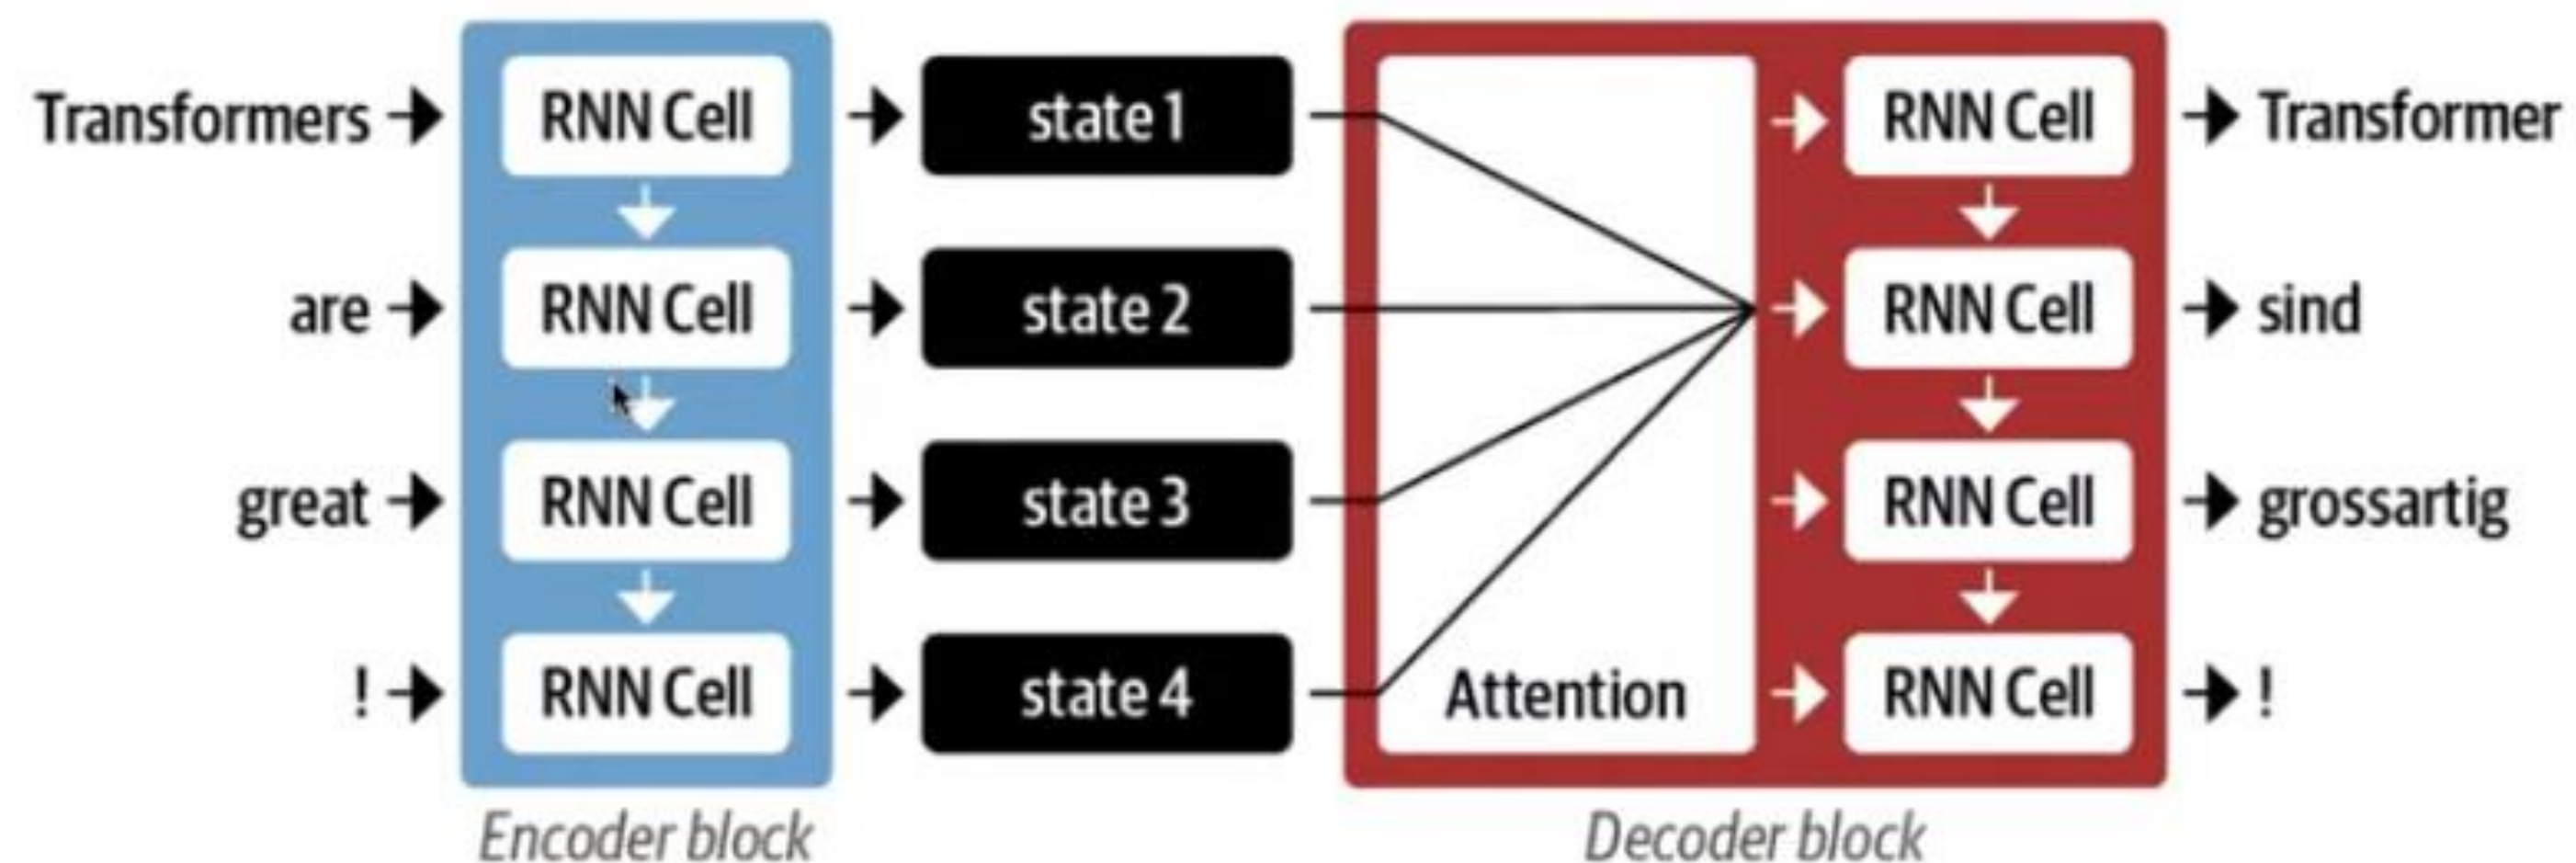 Transformers RNN Cell state 1 RNN Cell Transformer
are RNN Cell state 2 RNN Cell sind
great RNN Cell state 3 RNN Cell grossartig
! RNN Cell state 4 Attention RNN Cell !
Encoder block Decoder block